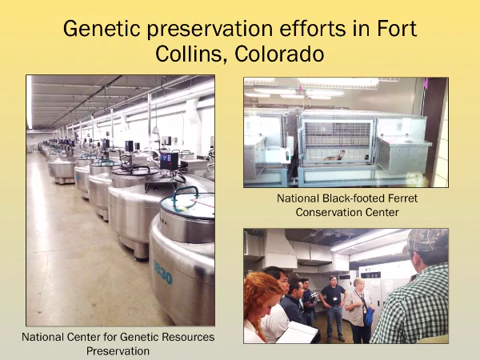 Genetic preservation efforts in Fort
Collins, Colorado
National Black-footed Ferret
Conservation Center
National Center for Genetic Resources
Preservation